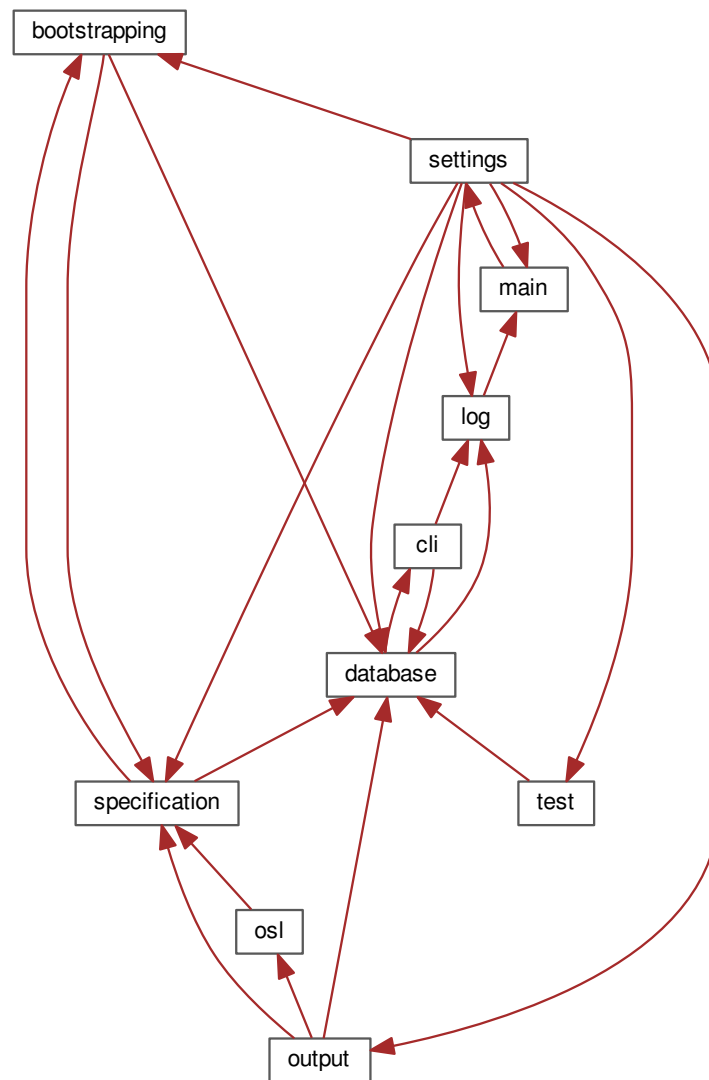 bootstrapping
settings
main
log
cli
database
specification
test
osl
output